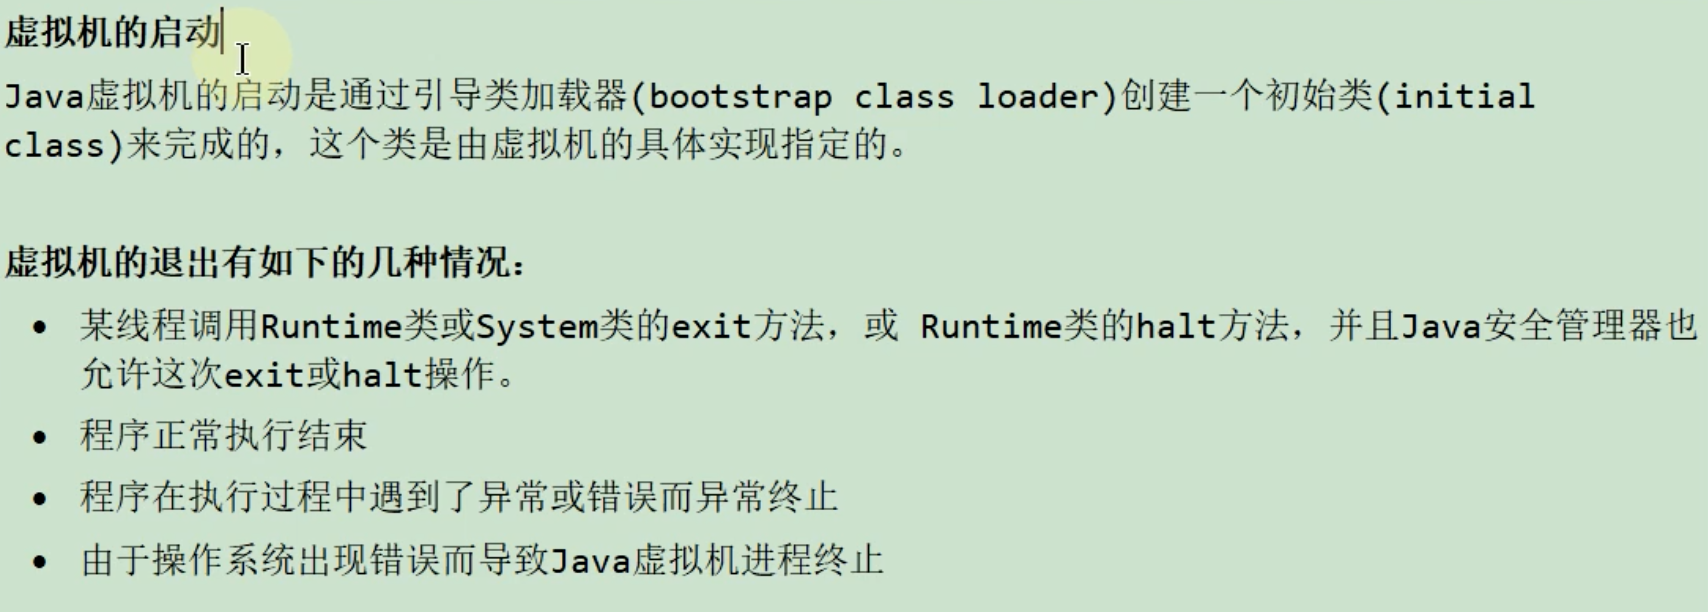 虚拟机的启动
Java虚拟机的启动是通过引导类加载器(bootstrap class loader)创建一个初始类(initial
class)来完成的，这个类是由虚拟机的具体实现指定的。
虚拟机的退出有如下的几种情况：
• 某线程调用Runtime类或System类的exit方法，或 Runtime类的halt方法，并且Java安全管理器也
允许这次exit或halt操作。
• 程序正常执行结束
• 程序在执行过程中遇到了异常或错误而异常终止
• 由于操作系统出现错误而导致Java虚拟机进程终止